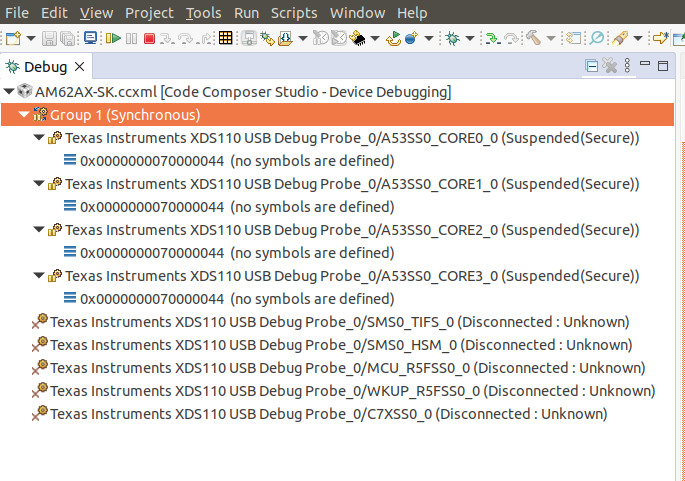 File Edit View Project Tools Run Scripts Window Help
Debug
AM62AX-SK.ccxml [Code Composer Studio - Device Debugging]
Group 1 (Synchronous)
Texas Instruments XDS110 USB Debug Probe_0/A53SS0_CORE0_0 (Suspended(Secure))
0x0000000070000044 (no symbols are defined)
Texas Instruments XDS110 USB Debug Probe_0/A53SS0_CORE1_0 (Suspended(Secure))
0x0000000070000044 (no symbols are defined)
Texas Instruments XDS110 USB Debug Probe_0/A53SS0_CORE2_0 (Suspended(Secure))
0x0000000070000044 (no symbols are defined)
Texas Instruments XDS110 USB Debug Probe_0/A53SS0_CORE3_0 (Suspended(Secure))
0x0000000070000044 (no symbols are defined)
Texas Instruments XDS110 USB Debug Probe_0/SMS0_TIFS_0 (Disconnected : Unknown)
Texas Instruments XDS110 USB Debug Probe_0/SMS0_HSM_0 (Disconnected : Unknown)
Texas Instruments XDS110 USB Debug Probe_0/MCU_R5FSS0_0 (Disconnected : Unknown)
Texas Instruments XDS110 USB Debug Probe_0/WKUP_R5FSS0_0 (Disconnected : Unknown)
Texas Instruments XDS110 USB Debug Probe_0/C7XSS0_0 (Disconnected : Unknown)